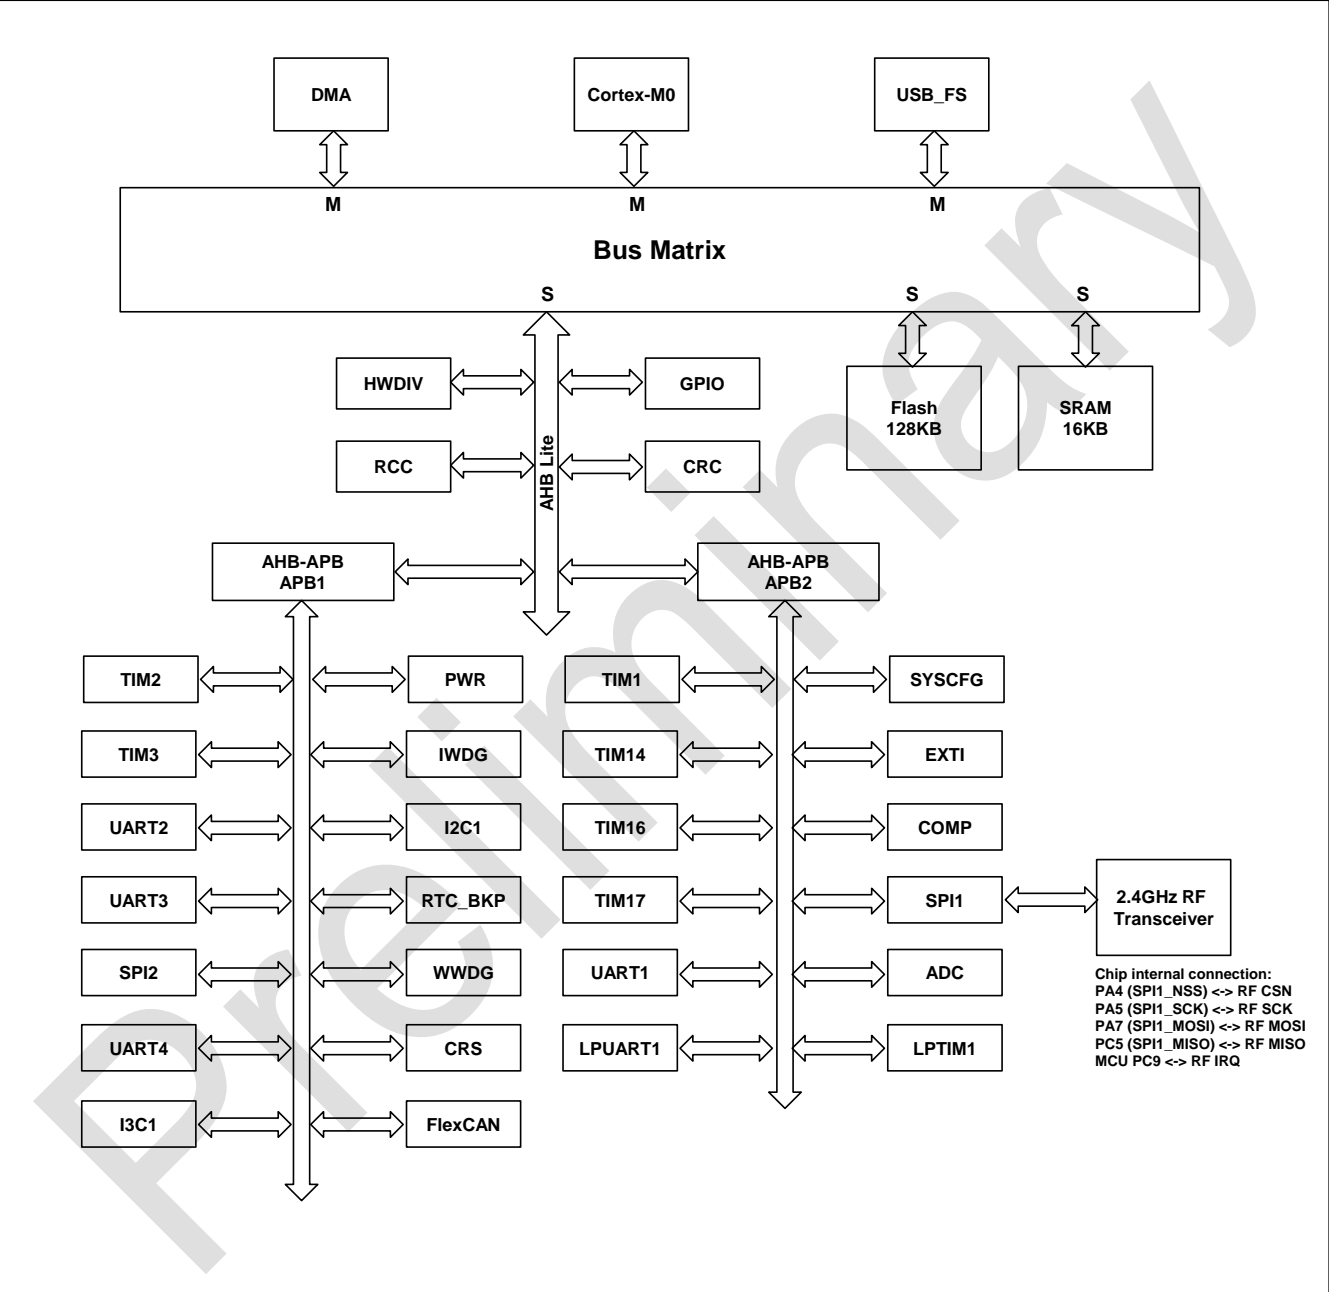 DMA
Cortex-M0
USB_FS
M
M
M
Bus Matrix
S
S
S
HWDIV
GPIO
Flash
128KB
SRAM
16KB
RCC
CRC
AHB Lite
AHB-APB
APB1
AHB-APB
APB2
TIM2
PWR
TIM1
SYSCFG
TIM3
IWDG
TIM14
EXTI
UART2
I2C1
TIM16
COMP
UART3
RTC_BKP
TIM17
SPI1
2.4GHz RF
Transceiver
SPI2
WWDG
UART1
ADC
Chip internal connection:
PA4 (SPI1_NSS) <-> RF CSN
PA5 (SPI1_SCK) <-> RF SCK
PA7 (SPI1_MOSI) <-> RF MOSI
PC5 (SPI1_MISO) <-> RF MISO
MCU PC9 <-> RF IRQ
UART4
CRS
LPUART1
LPTIM1
I3C1
FlexCAN
Preliminary